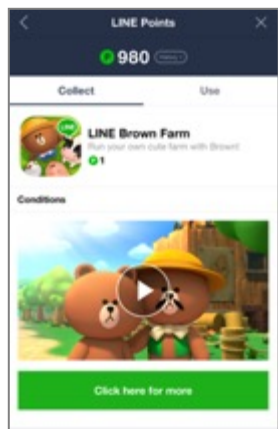 LINE Points
980
Collect Use
LINE
LINE Brown Farm
Run your own cute farm with Brown!
P 1
Conditions
Click here for more